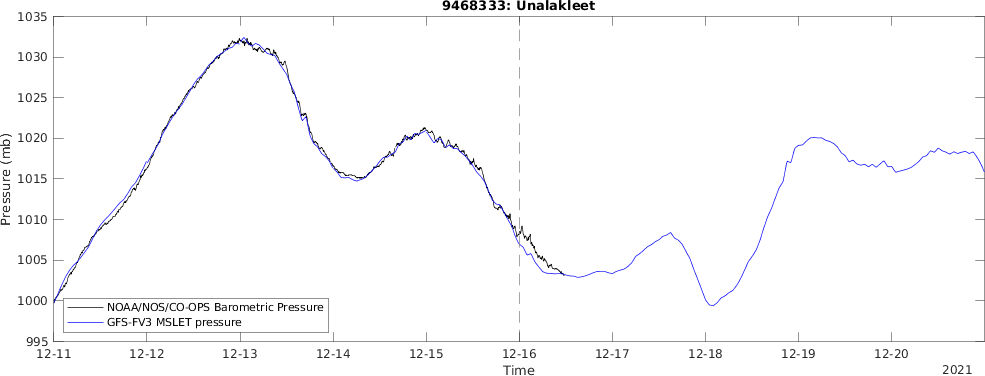 9468333: Unalakleet
Pressure (mb)
1035
1030
1025
1020
1015
1010
1005
1000
995
NOAA/NOS/CO-OPS Barometric Pressure
GFS-FV3 MSLET pressure
12-11 12-12 12-13 12-14 12-15 12-16 12-17 12-18 12-19 12-20
Time
2021